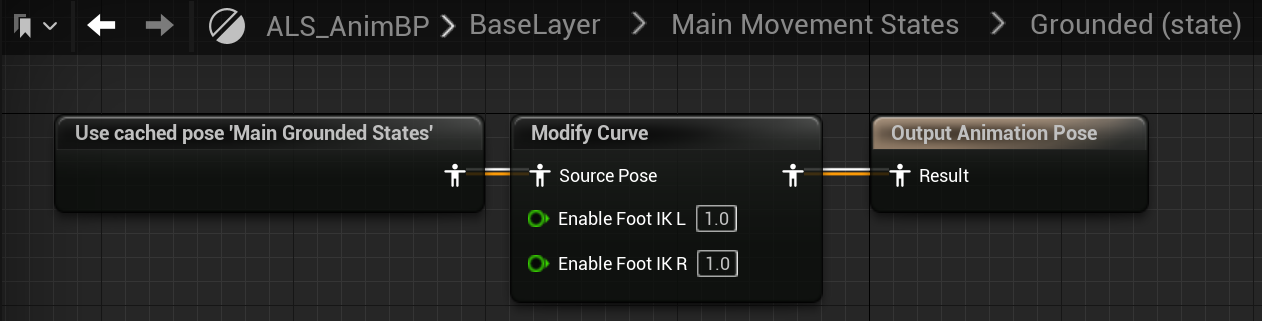 ALS_AnimBP > BaseLayer > Main Movement States > Grounded (state)
Use cached pose 'Main Grounded States'
Modify Curve
Output Animation Pose
Source Pose
Result
Enable Foot IK L 1.0
Enable Foot IK R 1.0